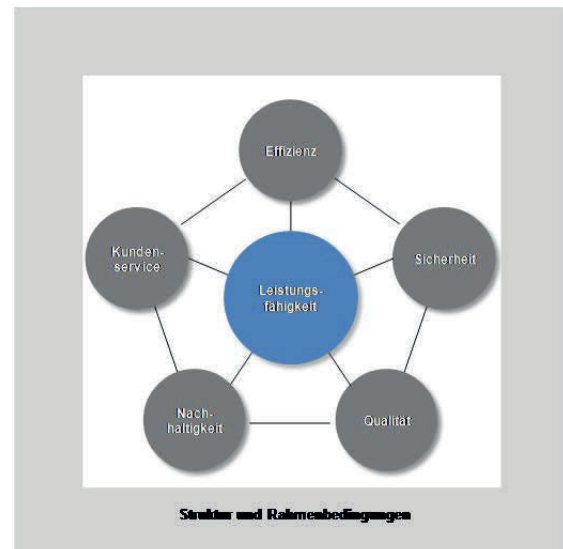 Effizienz
Kunden-
service
Sicherheit
Leistungs-
fähigkeit
Nach-
haltigkeit
Qualität
Struktur und Rahmenbedingungen